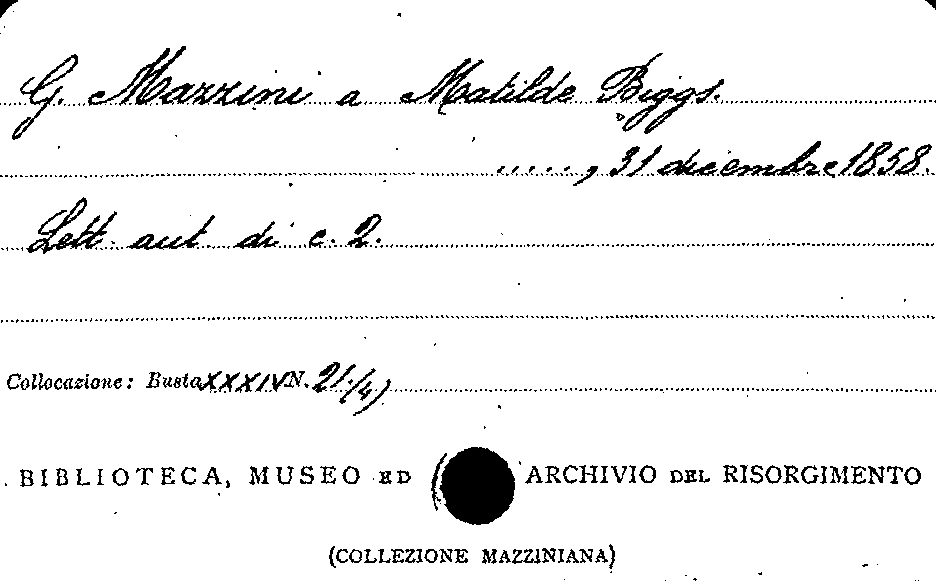 G. Mazzini a Matilde Biggs.
....., 31 dicembre 1858.
Lett. aut. di c. 2.
Collocazione: Busta XXXIV N. 21(4)
BIBLIOTECA, MUSEO ED ARCHIVIO DEL RISORGIMENTO
(COLLEZIONE MAZZINIANA)